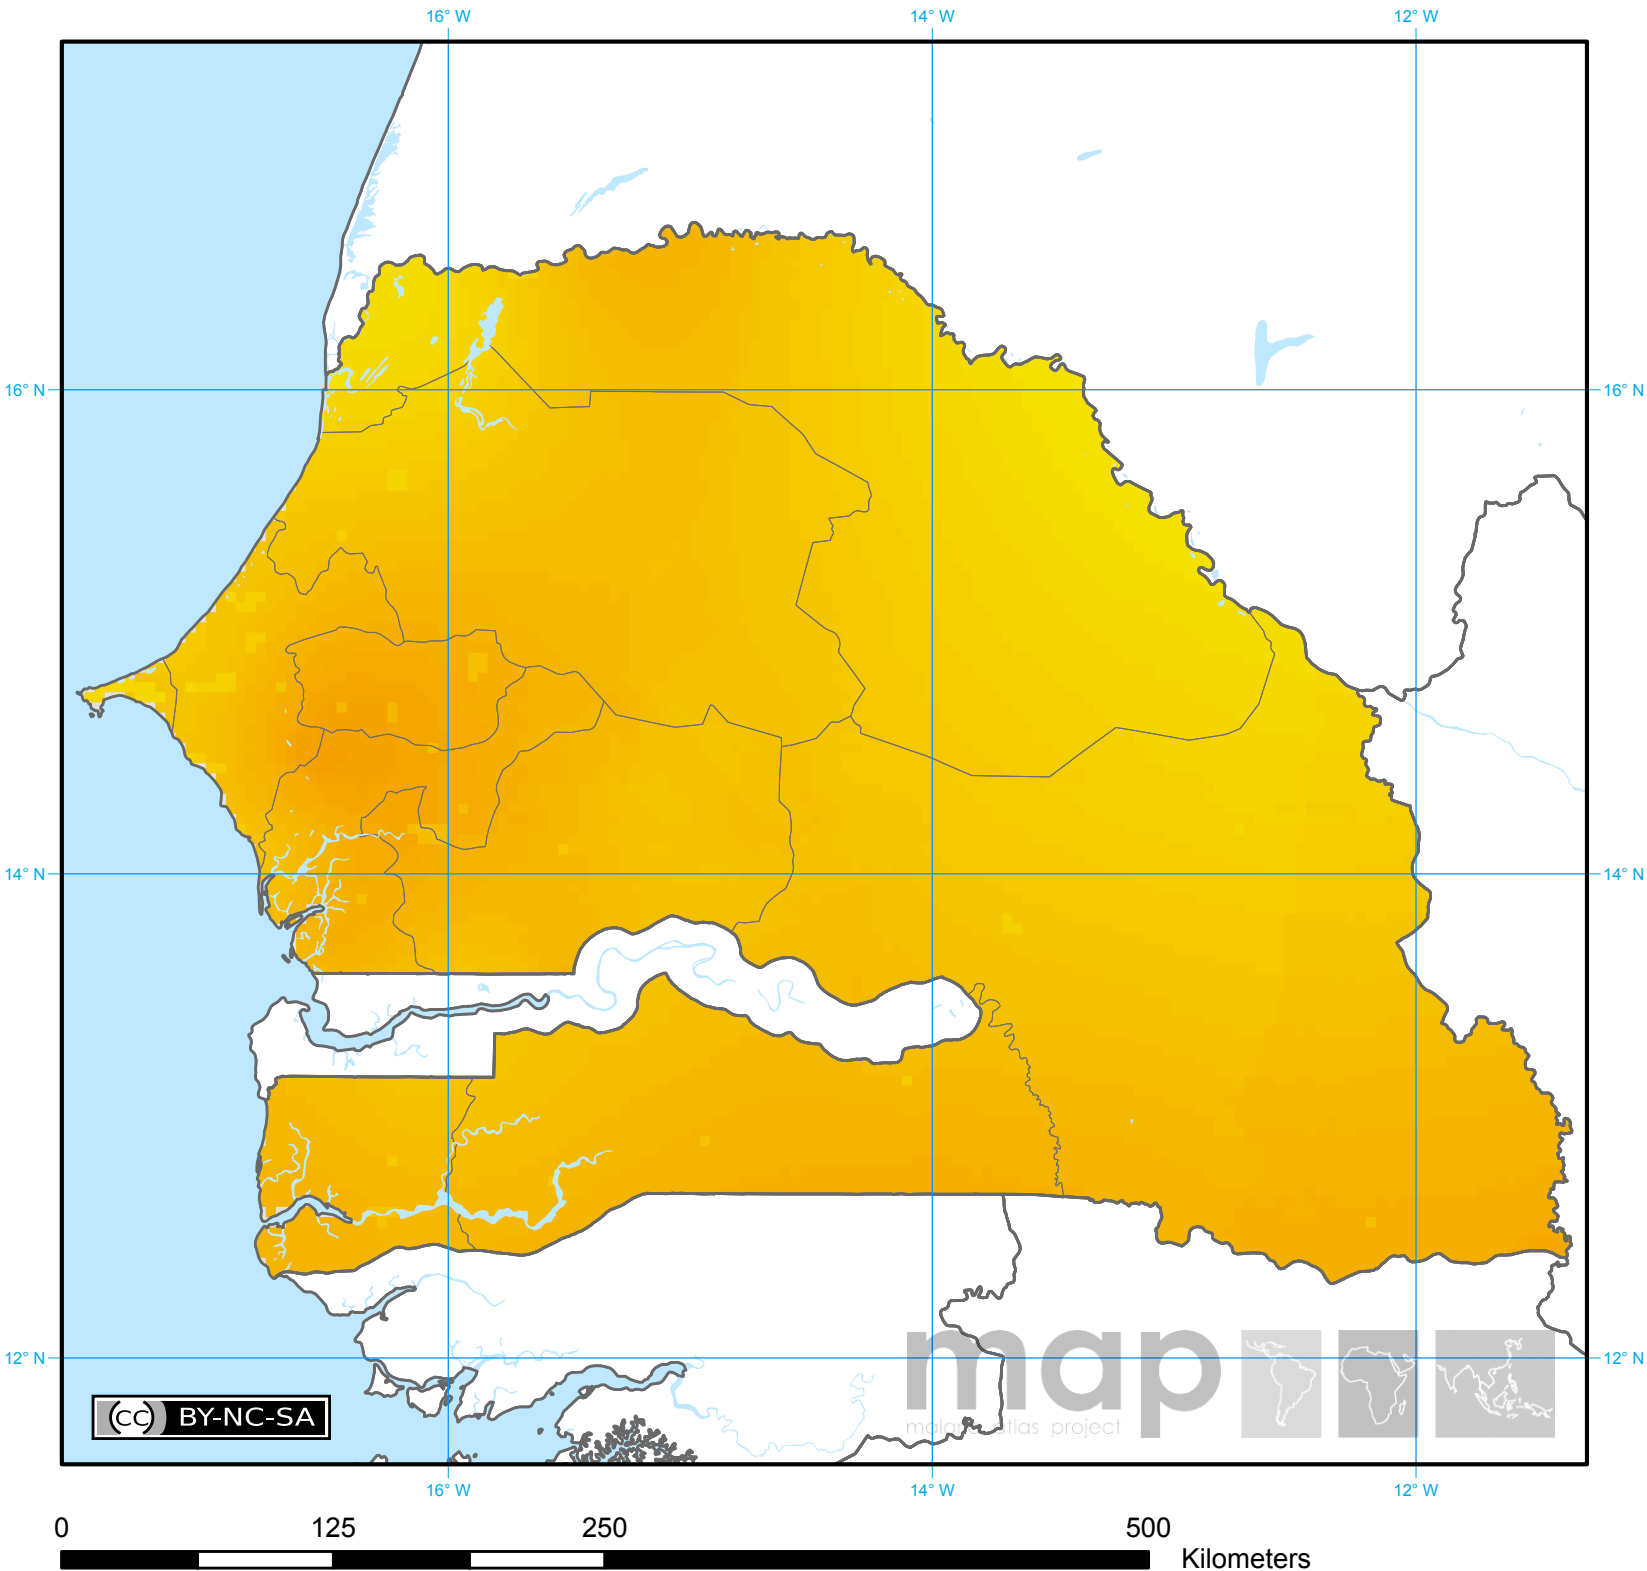 16° W 14° W 12° W
16° N 16° N
14° N 14° N
12° N 12° N
map
malaria atlas project
(cc) BY-NC-SA
16° W 14° W 12° W
0 125 250 500
Kilometers